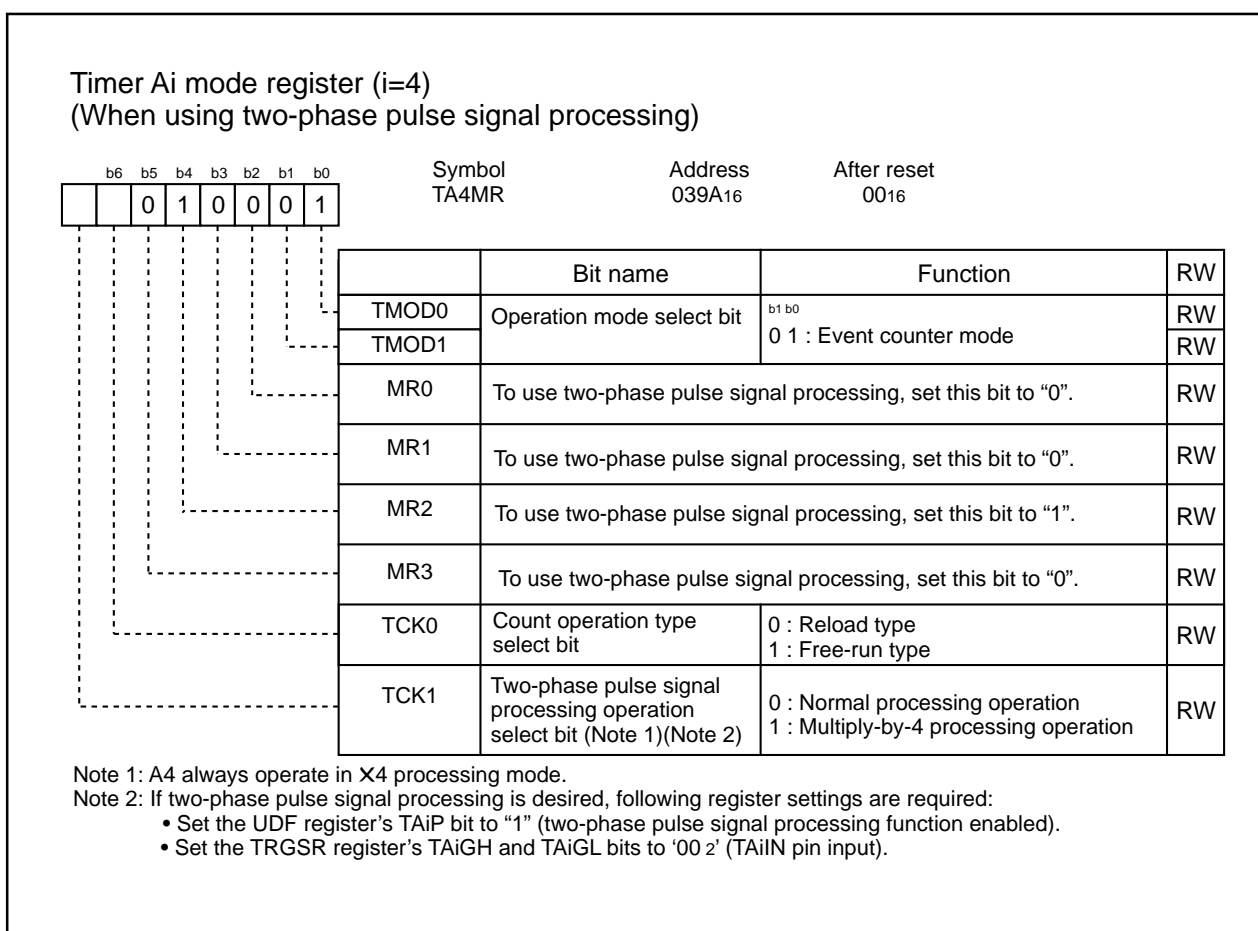 Timer Ai mode register (i=4)
(When using two-phase pulse signal processing)
Symbol Address After reset
TA4MR 039A16 0016
b6 b5 b4 b3 b2 b1 b0
0 1 0 0 0 1
Bit name Function RW
TMOD0 Operation mode select bit b1 b0 RW
TMOD1 0 1 : Event counter mode RW
MR0 To use two-phase pulse signal processing, set this bit to “0”. RW
MR1 To use two-phase pulse signal processing, set this bit to “0”. RW
MR2 To use two-phase pulse signal processing, set this bit to “1”. RW
MR3 To use two-phase pulse signal processing, set this bit to “0”. RW
TCK0 Count operation type select bit 0 : Reload type RW
1 : Free-run type
TCK1 Two-phase pulse signal
processing operation 0 : Normal processing operation RW
select bit (Note 1)(Note 2) 1 : Multiply-by-4 processing operation
Note 1: A4 always operate in ✕4 processing mode.
Note 2: If two-phase pulse signal processing is desired, following register settings are required:
• Set the UDF register’s TAiP bit to “1” (two-phase pulse signal processing function enabled).
• Set the TRGSR register’s TAiGH and TAiGL bits to ‘00 2’ (TAiIN pin input).